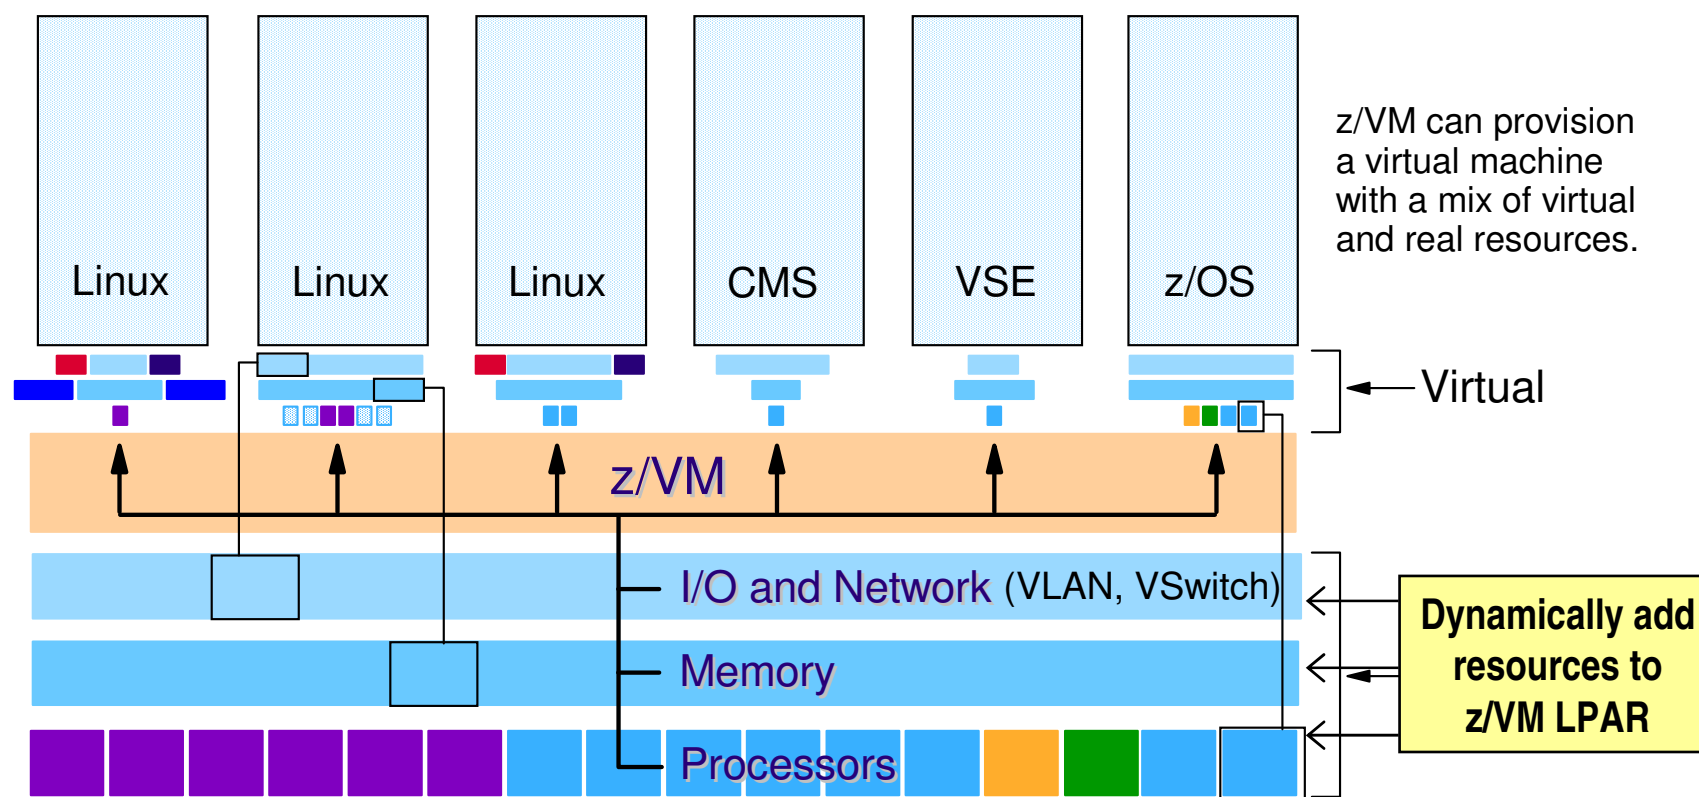 z/VM can provision
a virtual machine
with a mix of virtual
and real resources.
Linux
Linux
Linux
CMS
VSE
z/OS
Virtual
z/VM
I/O and Network (VLAN, VSwitch)
Memory
Processors
Dynamically add
resources to
z/VM LPAR